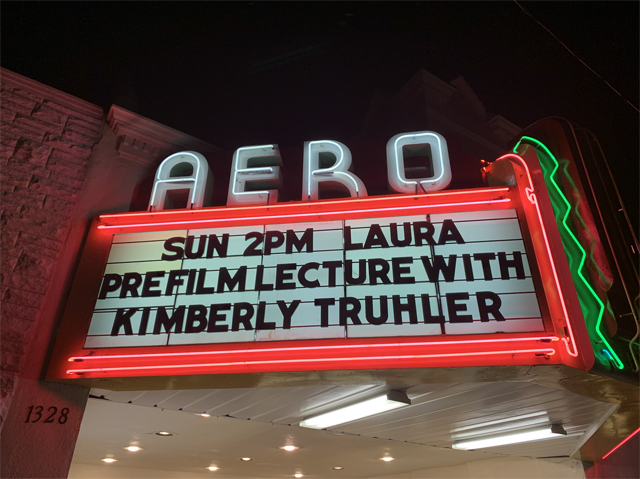 AERO
SUN 2PM LAURA
PREFILM LECTURE WITH
KIMBERLY TRUHLER
1328